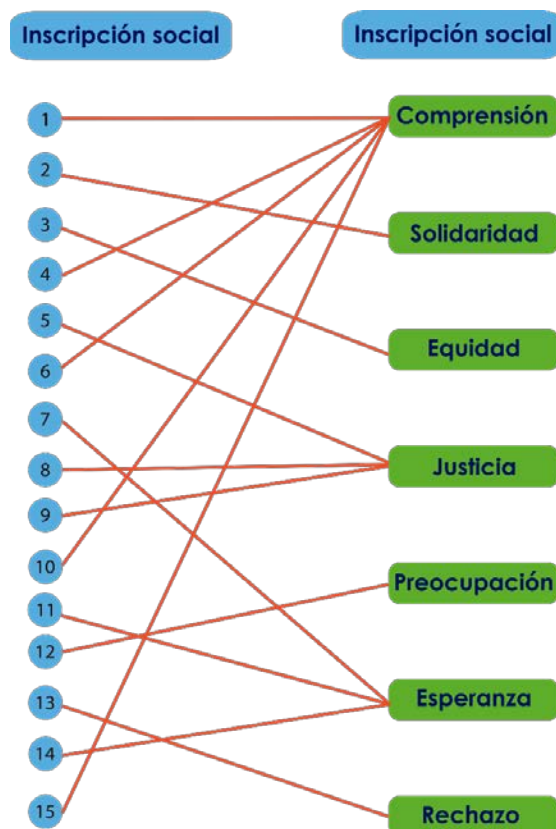 Inscripción social
Inscripción social
1
Comprensión
2
Solidaridad
3
4
5
Equidad
6
7
8
Justicia
9
10
Preocupación
11
12
Esperanza
13
14
15
Rechazo